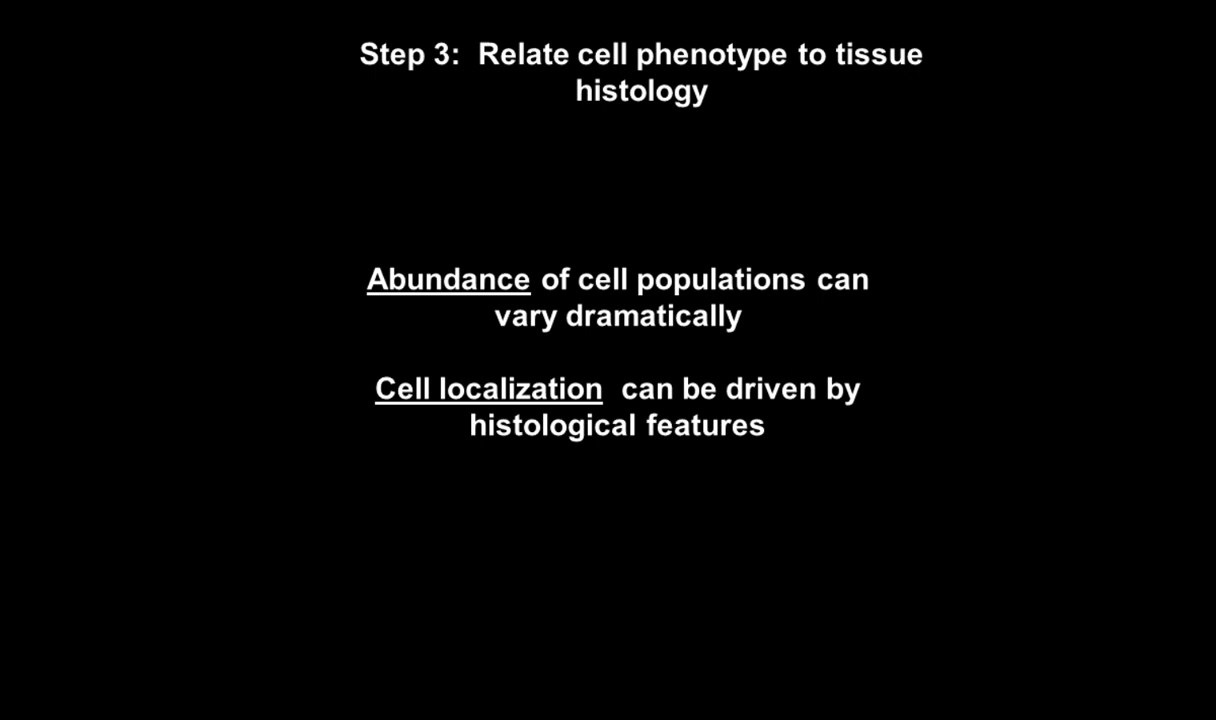 Step 3:  Relate cell phenotype to tissue
histology
Abundance of cell populations can
vary dramatically
Cell localization  can be driven by
histological features